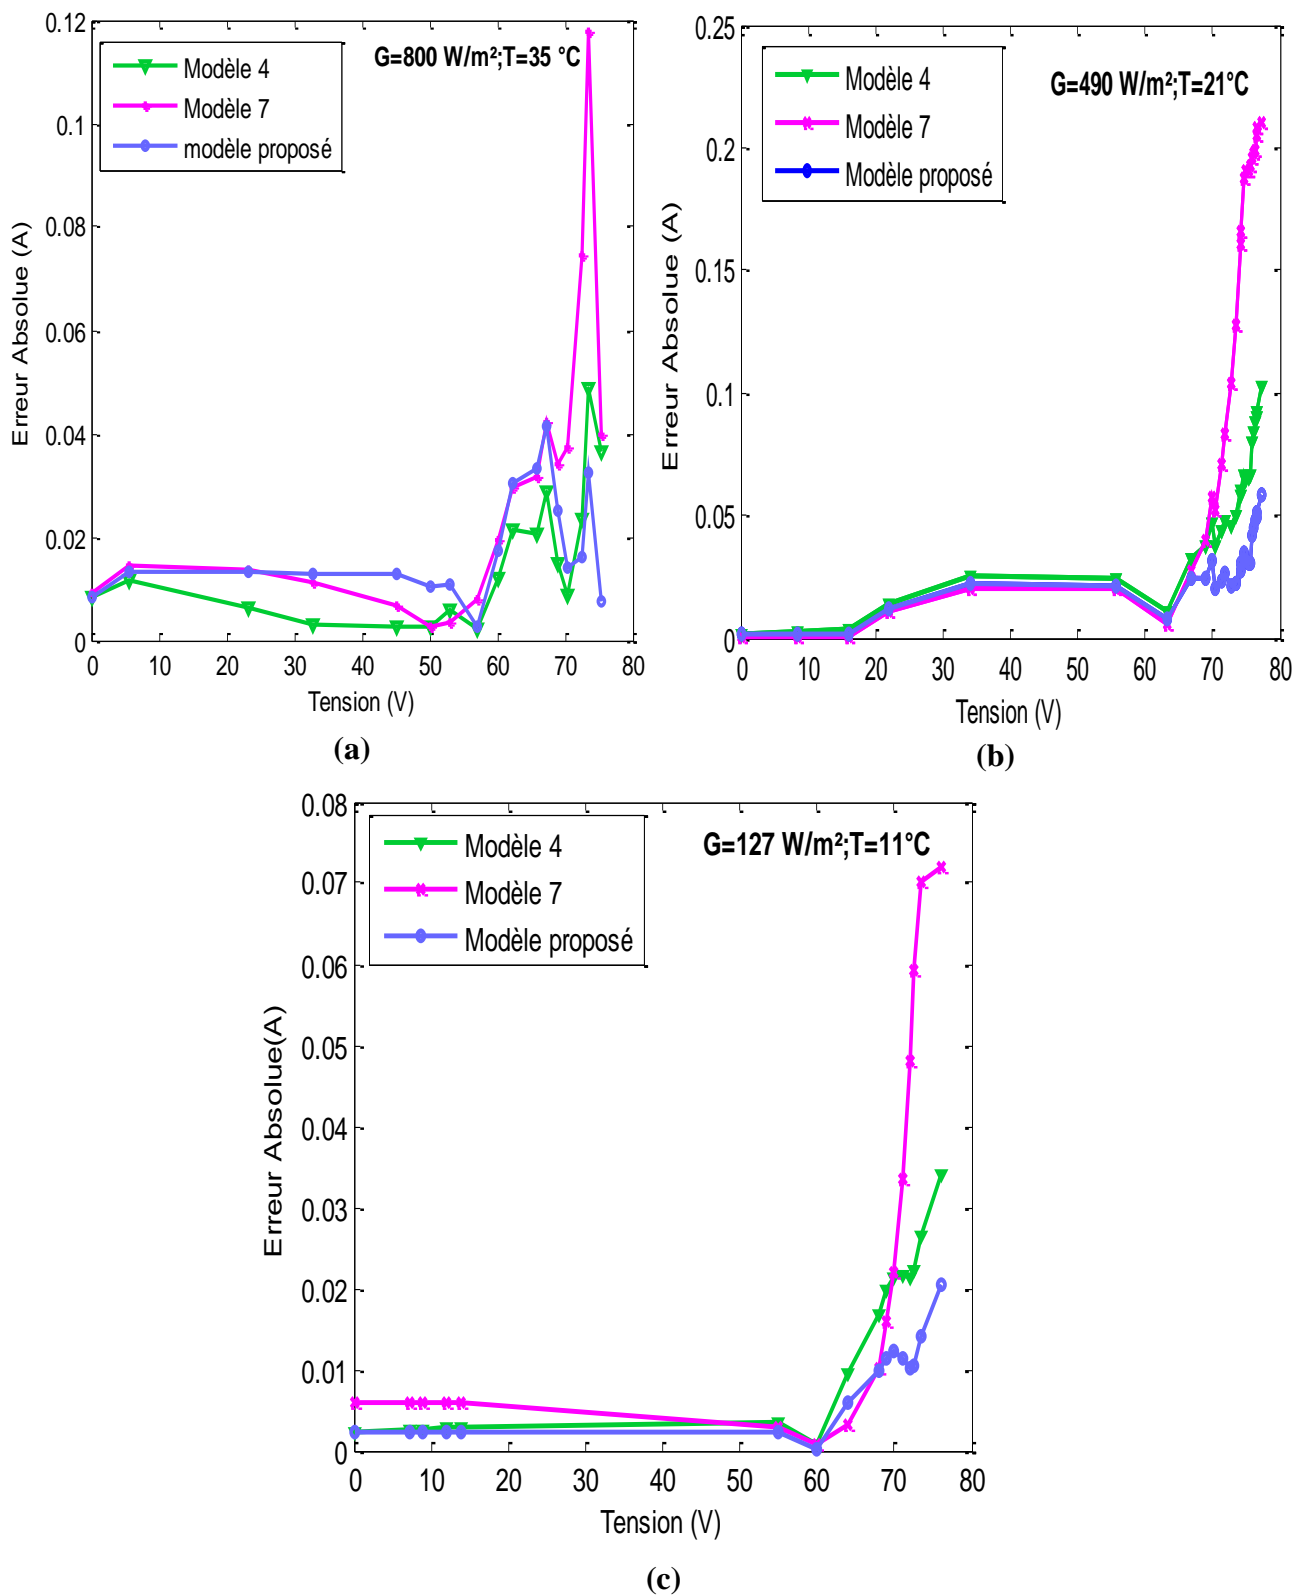 G=800 W/m²;T=35 °C
Modèle 4
Modèle 7
modèle proposé
Erreur Absolue (A)
0.12
0.1
0.08
0.06
0.04
0.02
0
0 10 20 30 40 50 60 70 80
Tension (V)
(a)
G=490 W/m²;T=21°C
Modèle 4
Modèle 7
Modèle proposé
Erreur Absolue (A)
0.25
0.2
0.15
0.1
0.05
0
0 10 20 30 40 50 60 70 80
Tension (V)
(b)
G=127 W/m²;T=11°C
Modèle 4
Modèle 7
Modèle proposé
Erreur Absolue(A)
0.08
0.07
0.06
0.05
0.04
0.03
0.02
0.01
0
0 10 20 30 40 50 60 70 80
Tension (V)
(c)